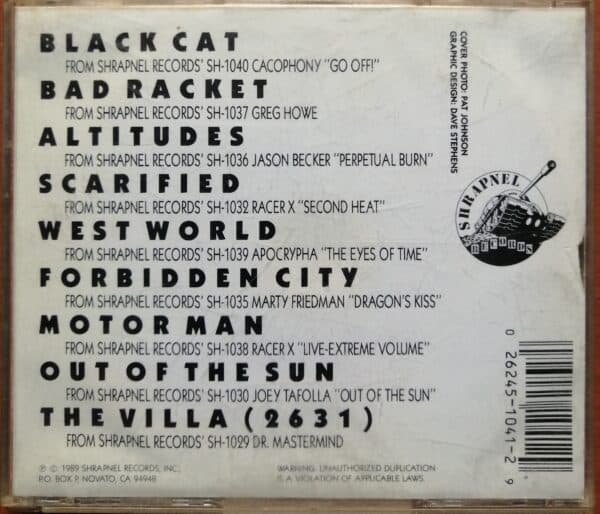 BLACK CAT
FROM SHRAPNEL RECORDS' SH-1040 CACOPHONY "GO OFF!"
BAD RACKET
FROM SHRAPNEL RECORDS' SH-1037 GREG HOWE
ALTITUDES
FROM SHRAPNEL RECORDS' SH-1036 JASON BECKER "PERPETUAL BURN"
SCARIFIED
FROM SHRAPNEL RECORDS' SH-1032 RACER X "SECOND HEAT"
WEST WORLD
FROM SHRAPNEL RECORDS' SH-1039 APOCRYPHA "THE EYES OF TIME"
FORBIDDEN CITY
FROM SHRAPNEL RECORDS' SH-1035 MARTY FRIEDMAN "DRAGON'S KISS"
MOTOR MAN
FROM SHRAPNEL RECORDS' SH-1038 RACER X "LIVE-EXTREME VOLUME"
OUT OF THE SUN
FROM SHRAPNEL RECORDS' SH-1030 JOEY TAFOLLA "OUT OF THE SUN"
THE VILLA (2631)
FROM SHRAPNEL RECORDS' SH-1029 DR. MASTERMIND
℗ © 1989 SHRAPNEL RECORDS, INC.,
P.O. BOX P, NOVATO, CA 94948
WARNING: UNAUTHORIZED DUPLICATION
IS A VIOLATION OF APPLICABLE LAWS.
COVER PHOTO: PAT JOHNSON
GRAPHIC DESIGN: DAVE STEPHENS
SHRAPNEL
RECORDS
0 26245-1041-2 9